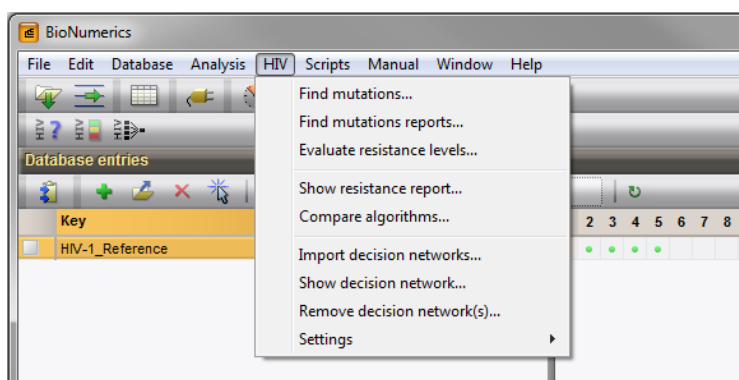 BioNumerics
File Edit Database Analysis HIV Scripts Manual Window Help
Find mutations...
Find mutations reports...
Evaluate resistance levels...
Database entries
Show resistance report...
Compare algorithms...
Key 2 3 4 5 6 7 8
HIV-1_Reference
Import decision networks...
Show decision network...
Remove decision network(s)...
Settings